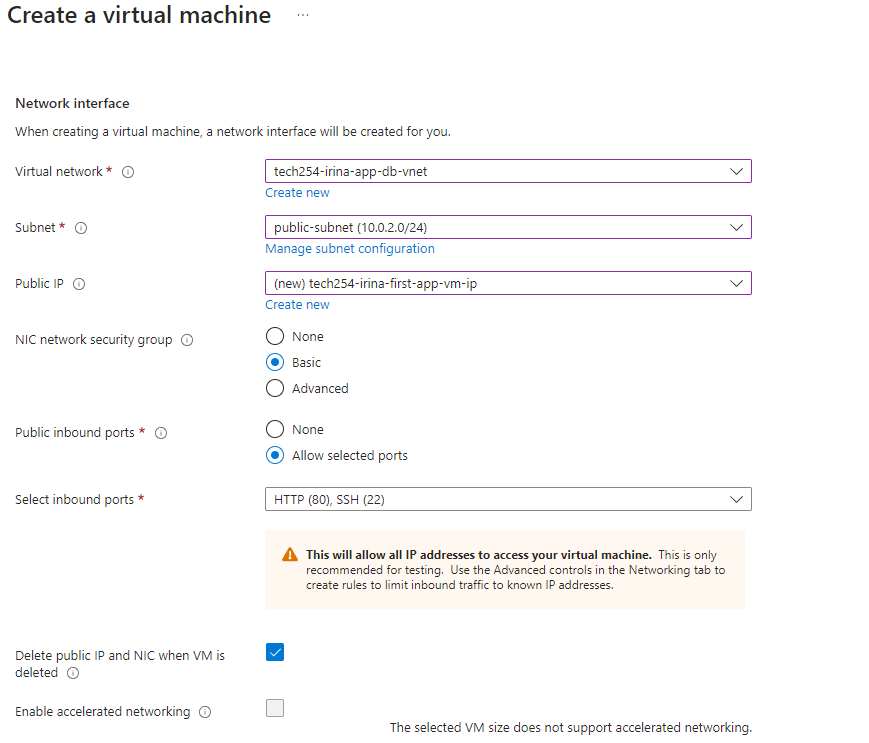 Create a virtual machine ...
Network interface
When creating a virtual machine, a network interface will be created for you.
Virtual network *
tech254-irina-app-db-vnet
Create new
Subnet *
public-subnet (10.0.2.0/24)
Manage subnet configuration
Public IP
(new) tech254-irina-first-app-vm-ip
Create new
NIC network security group
None
Basic
Advanced
Public inbound ports *
None
Allow selected ports
Select inbound ports *
HTTP (80), SSH (22)
This will allow all IP addresses to access your virtual machine. This is only
recommended for testing. Use the Advanced controls in the Networking tab to
create rules to limit inbound traffic to known IP addresses.
Delete public IP and NIC when VM is
deleted
Enable accelerated networking
The selected VM size does not support accelerated networking.